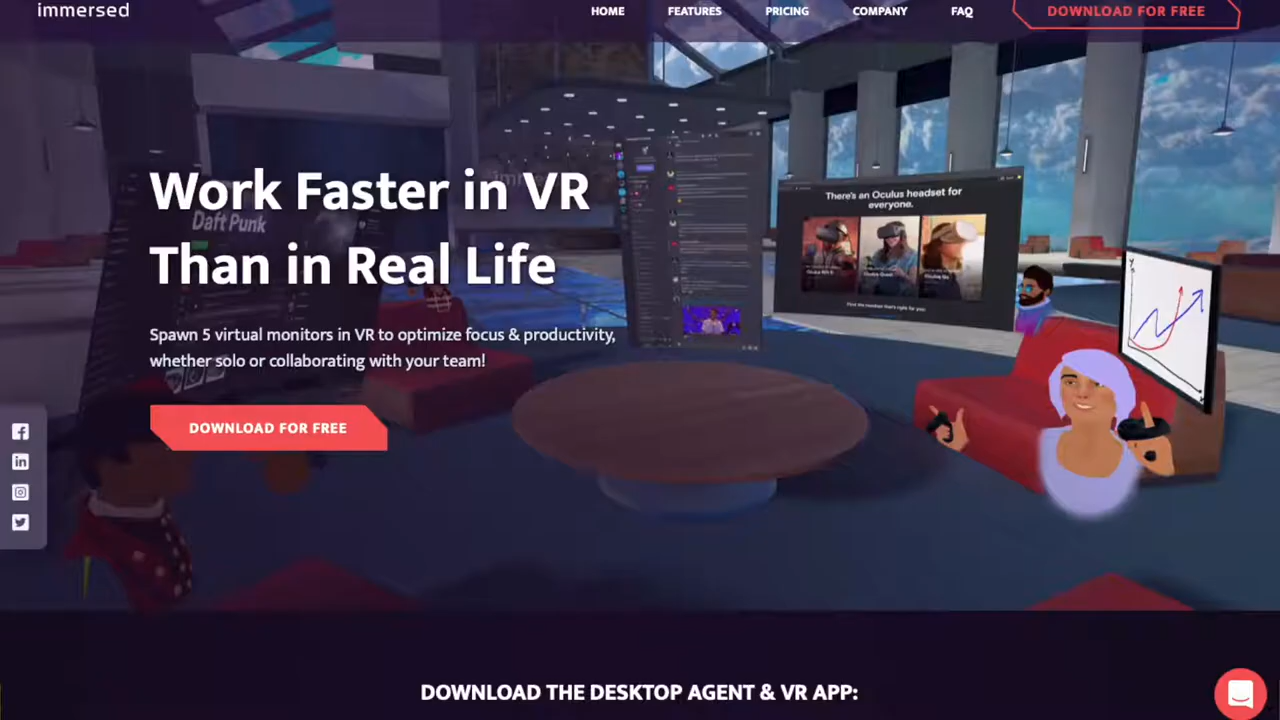 immersed
HOME
FEATURES
PRICING
COMPANY
FAQ
DOWNLOAD FOR FREE
Work Faster in VR
Than in Real Life
Daft Punk
There's an Oculus headset for
everyone.
Spawn 5 virtual monitors in VR to optimize focus & productivity,
whether solo or collaborating with your team!
DOWNLOAD FOR FREE
DOWNLOAD THE DESKTOP AGENT & VR APP: